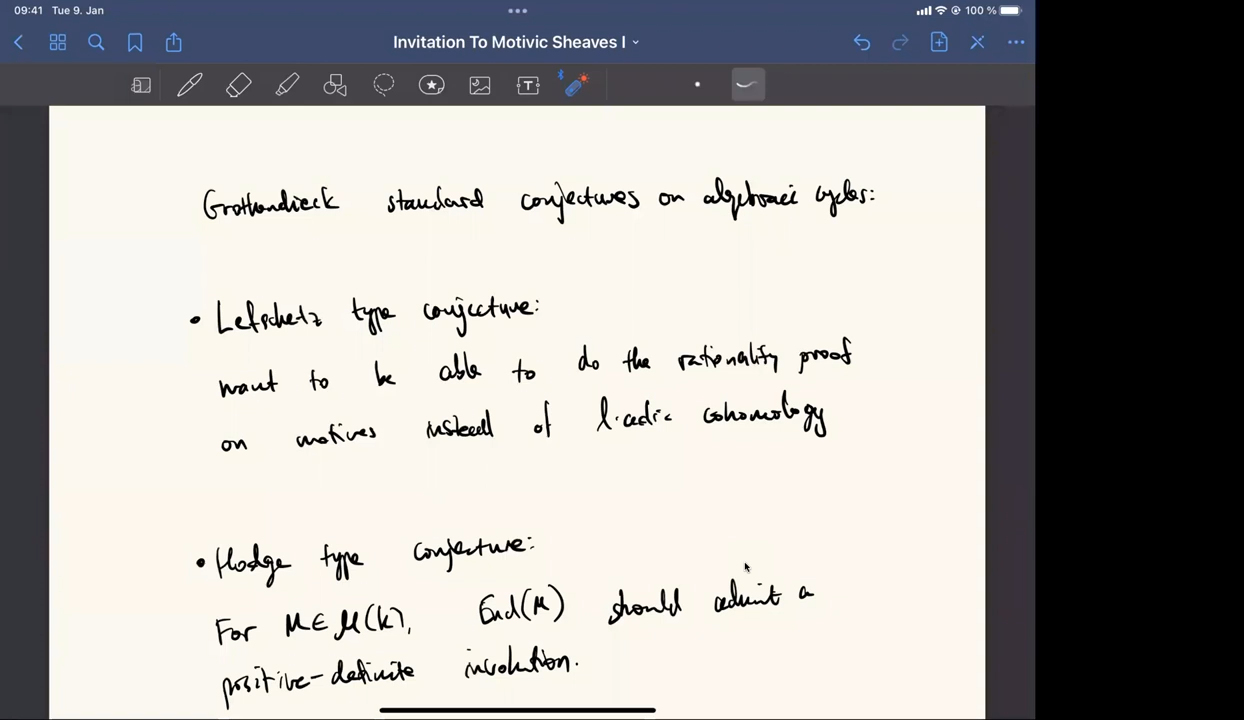 09:41 Tue 9. Jan
100 %
Invitation To Motivic Sheaves I
T
Grothendieck standard conjectures on algebraic cycles:
• Lefschetz type conjecture:
want to be able to do the rationality proof
on motives instead of l-adic cohomology
• Hodge type conjecture:
For M ∈ M(k), End(M) should admit a
positive-definite involution.